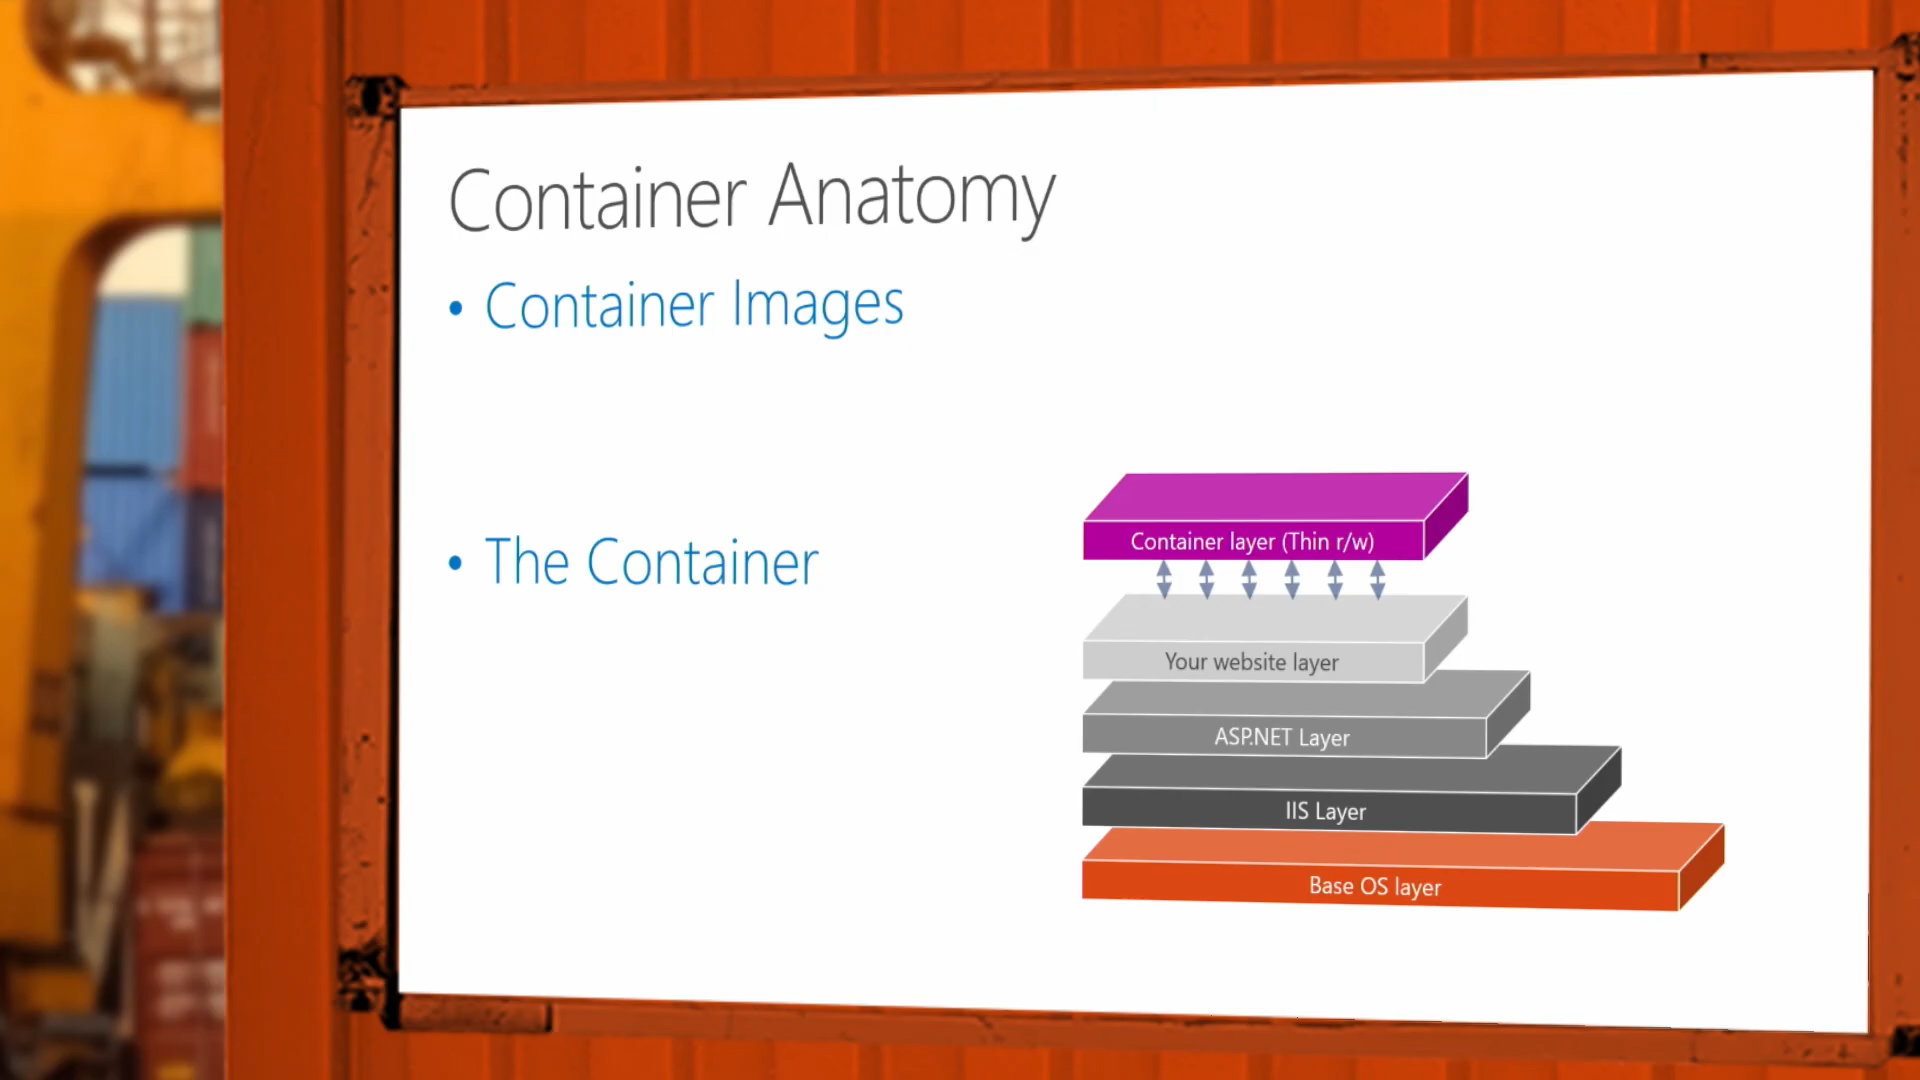 Container Anatomy
• Container Images
• The Container
Container layer (Thin r/w)
Your website layer
ASP.NET Layer
IIS Layer
Base OS layer